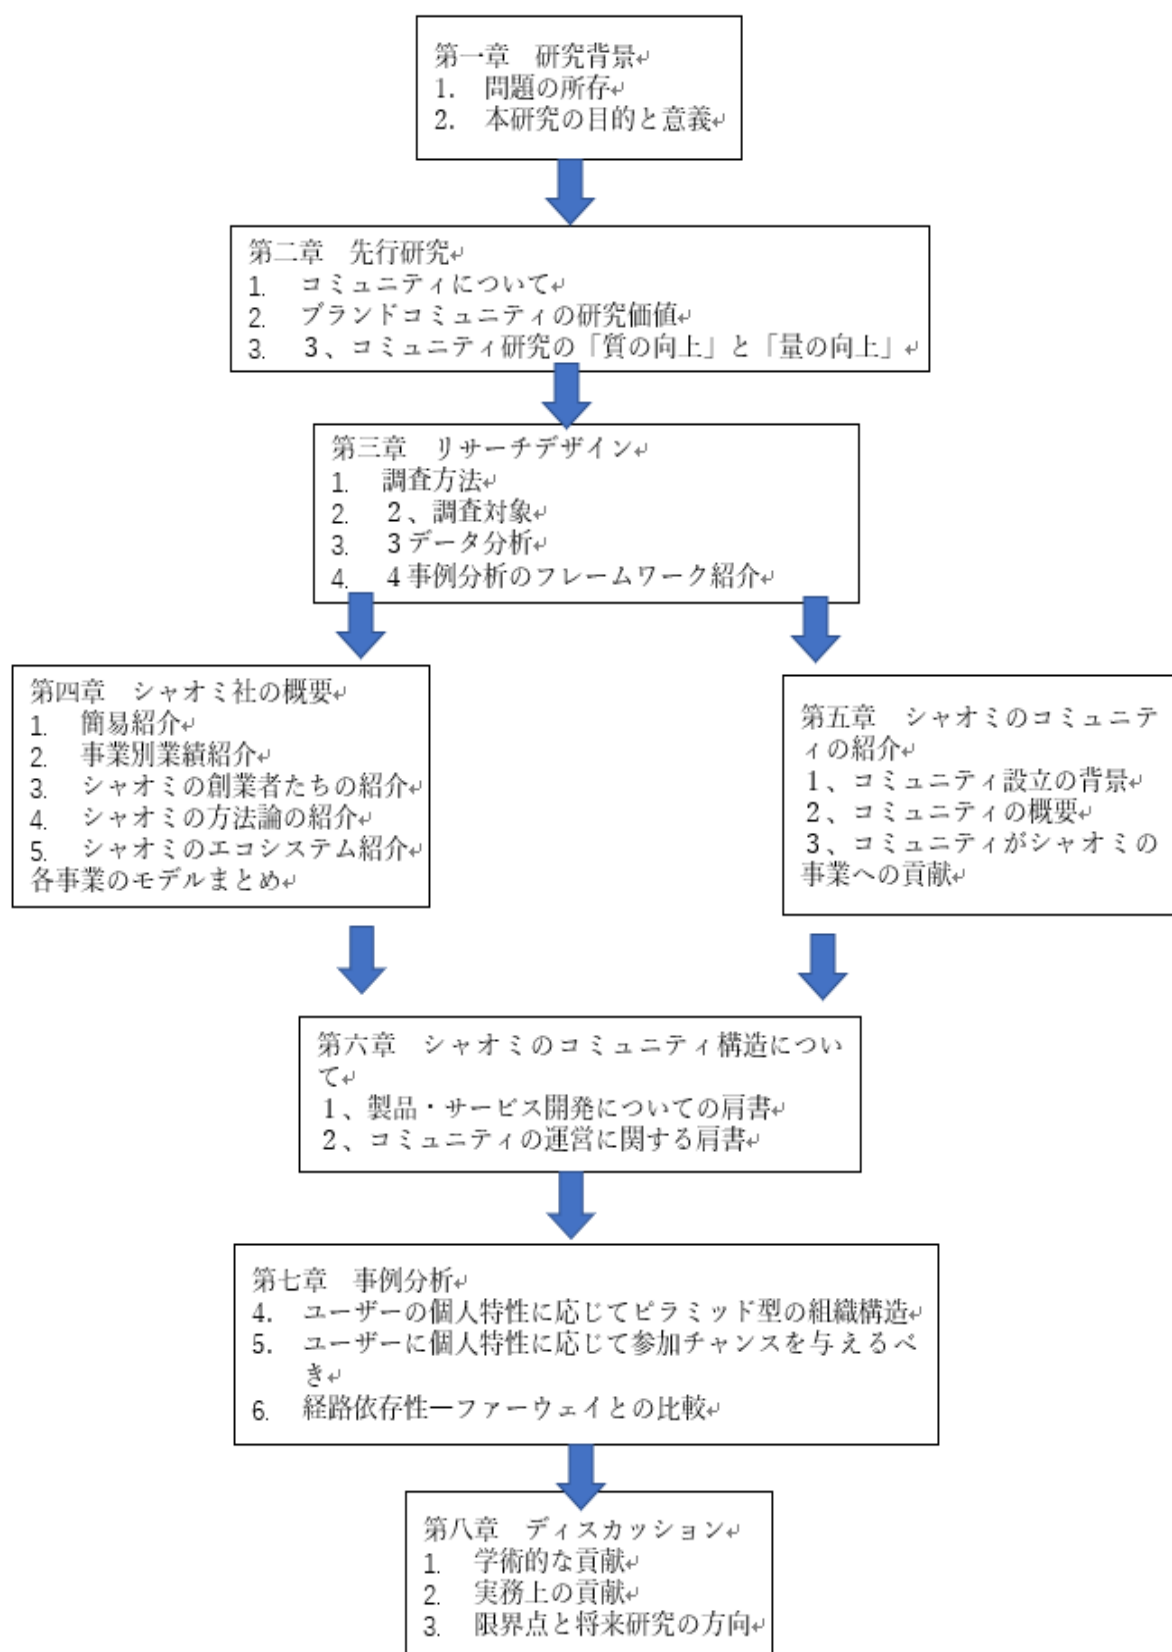 第一章　研究背景↵
1.　問題の所存↵
2.　本研究の目的と意義↵
第二章　先行研究↵
1.　コミュニティについて↵
2.　ブランドコミュニティの研究価値↵
3.　3、コミュニティ研究の「質の向上」と「量の向上」↵
第三章　リサーチデザイン↵
1.　調査方法↵
2.　2、調査対象↵
3.　3データ分析↵
4.　4事例分析のフレームワーク紹介↵
第四章　シャオミ社の概要↵
1.　簡易紹介↵
2.　事業別業績紹介↵
3.　シャオミの創業者たちの紹介↵
4.　シャオミの方法論の紹介↵
5.　シャオミのエコシステム紹介↵
各事業のモデルまとめ↵
第五章　シャオミのコミュニテ
ィの紹介↵
1、コミュニティ設立の背景↵
2、コミュニティの概要↵
3、コミュニティがシャオミの
事業への貢献↵
第六章　シャオミのコミュニティ構造につい
て↵
1、製品・サービス開発についての肩書↵
2、コミュニティの運営に関する肩書↵
第七章　事例分析↵
4.　ユーザーの個人特性に応じてピラミッド型の組織構造↵
5.　ユーザーに個人特性に応じて参加チャンスを与えるべ
き↵
6.　経路依存性―ファーウェイとの比較↵
第八章　ディスカッション↵
1.　学術的な貢献↵
2.　実務上の貢献↵
3.　限界点と将来研究の方向↵